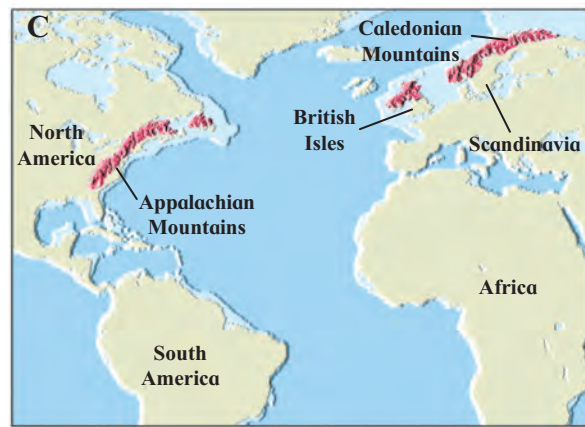 C
Caledonian
Mountains
North
America
British
Isles
Scandinavia
Appalachian
Mountains
Africa
South
America